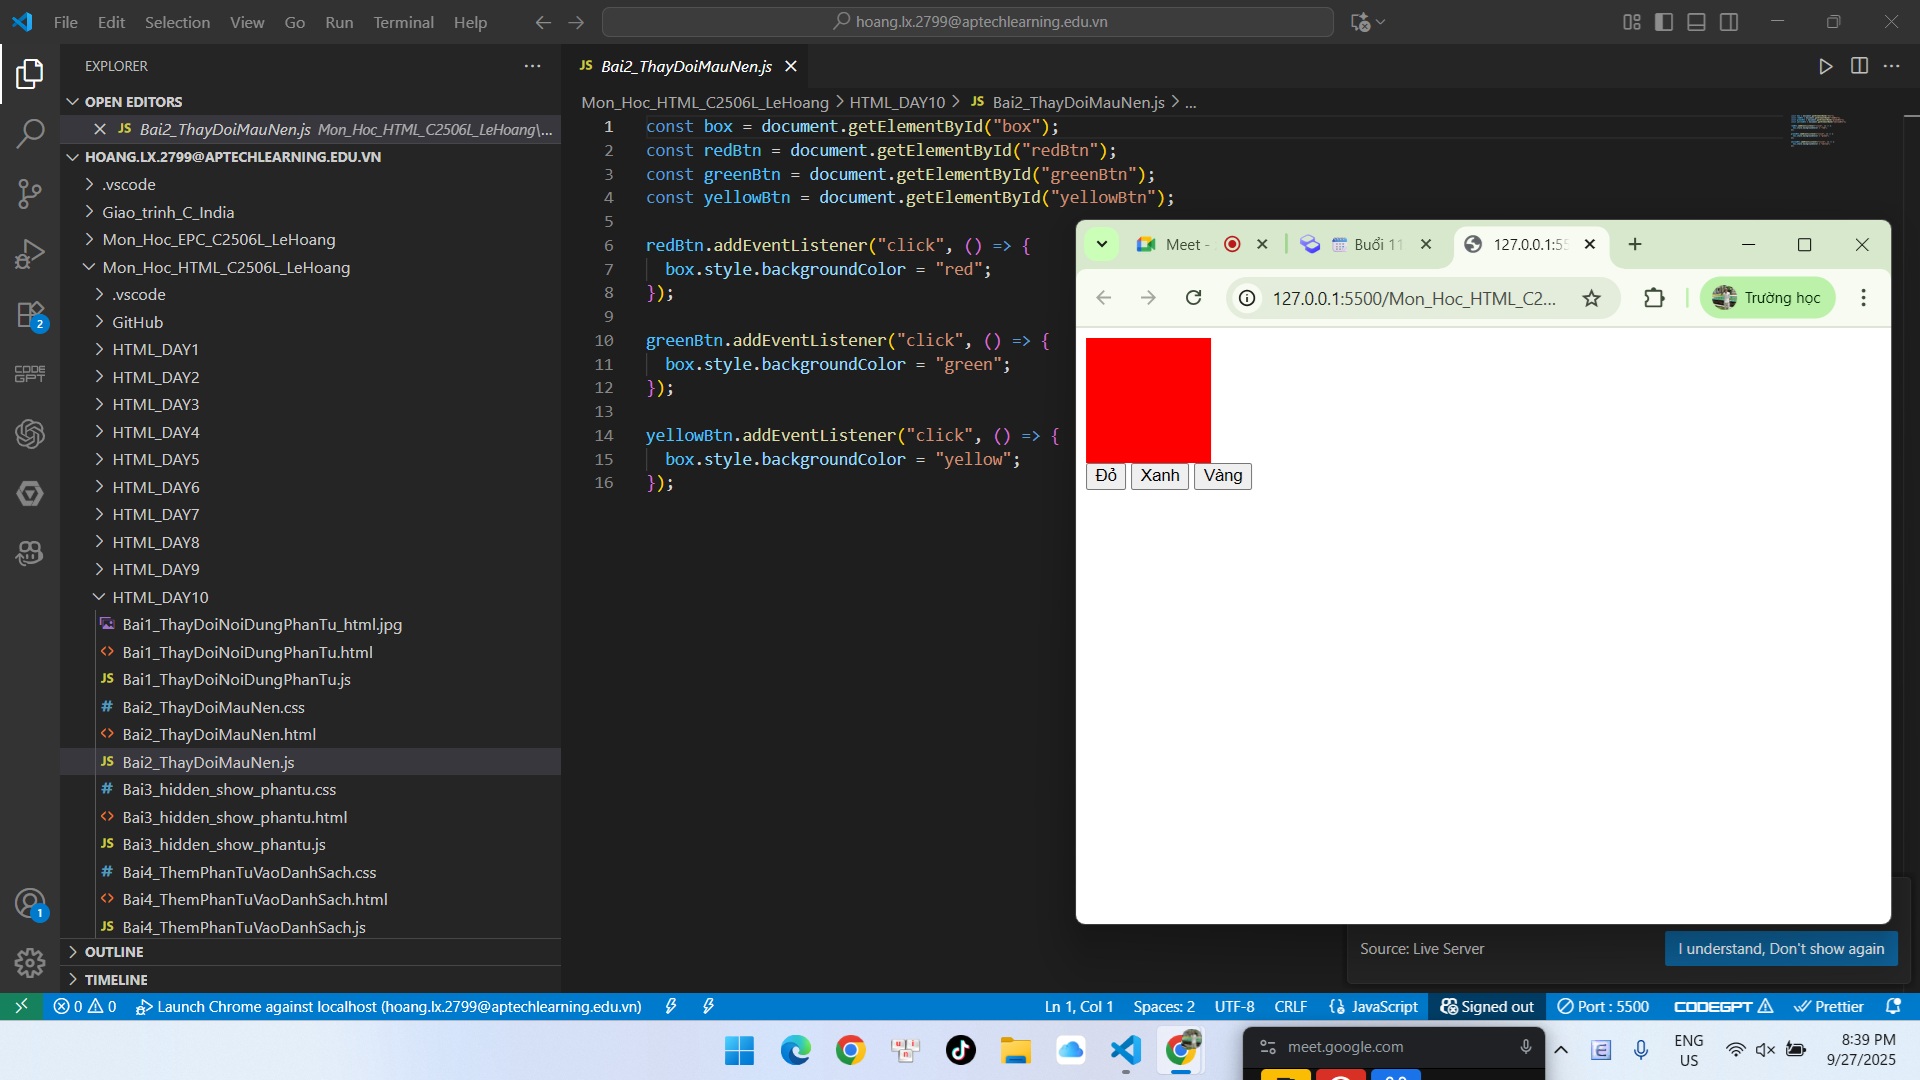 File Edit Selection View Go Run Terminal Help
hoang.lx.2799@aptechlearning.edu.vn
EXPLORER
OPEN EDITORS
JS Bai2_ThayDoiMauNen.js Mon_Hoc_HTML_C2506L_LeHoang\...
HOANG.LX.2799@APTECHLEARNING.EDU.VN
.vscode
Giao_trinh_C_India
Mon_Hoc_EPC_C2506L_LeHoang
Mon_Hoc_HTML_C2506L_LeHoang
.vscode
GitHub
HTML_DAY1
HTML_DAY2
HTML_DAY3
HTML_DAY4
HTML_DAY5
HTML_DAY6
HTML_DAY7
HTML_DAY8
HTML_DAY9
HTML_DAY10
Bai1_ThayDoiNoiDungPhanTu_html.jpg
<> Bai1_ThayDoiNoiDungPhanTu.html
JS Bai1_ThayDoiNoiDungPhanTu.js
# Bai2_ThayDoiMauNen.css
<> Bai2_ThayDoiMauNen.html
JS Bai2_ThayDoiMauNen.js
# Bai3_hidden_show_phantu.css
<> Bai3_hidden_show_phantu.html
JS Bai3_hidden_show_phantu.js
# Bai4_ThemPhanTuVaoDanhSach.css
<> Bai4_ThemPhanTuVaoDanhSach.html
JS Bai4_ThemPhanTuVaoDanhSach.js
OUTLINE
TIMELINE
2
CODE
GPT
1
JS Bai2_ThayDoiMauNen.js
Mon_Hoc_HTML_C2506L_LeHoang > HTML_DAY10 > JS Bai2_ThayDoiMauNen.js > ...
1 const box = document.getElementById("box");
2 const redBtn = document.getElementById("redBtn");
3 const greenBtn = document.getElementById("greenBtn");
4 const yellowBtn = document.getElementById("yellowBtn");
5
6 redBtn.addEventListener("click", () => {
7 box.style.backgroundColor = "red";
8 });
9
10 greenBtn.addEventListener("click", () => {
11 box.style.backgroundColor = "green";
12 });
13
14 yellowBtn.addEventListener("click", () => {
15 box.style.backgroundColor = "yellow";
16 });
Meet - Buổi 11 127.0.0.1:55
127.0.0.1:5500/Mon_Hoc_HTML_C2... Trường học
Đỏ Xanh Vàng
Source: Live Server I understand, Don't show again
0 0 Launch Chrome against localhost (hoang.lx.2799@aptechlearning.edu.vn) Ln 1, Col 1 Spaces: 2 UTF-8 CRLF {} JavaScript Signed out Port : 5500 CODEGPT Prettier
meet.google.com
ENG
US
8:39 PM
9/27/2025